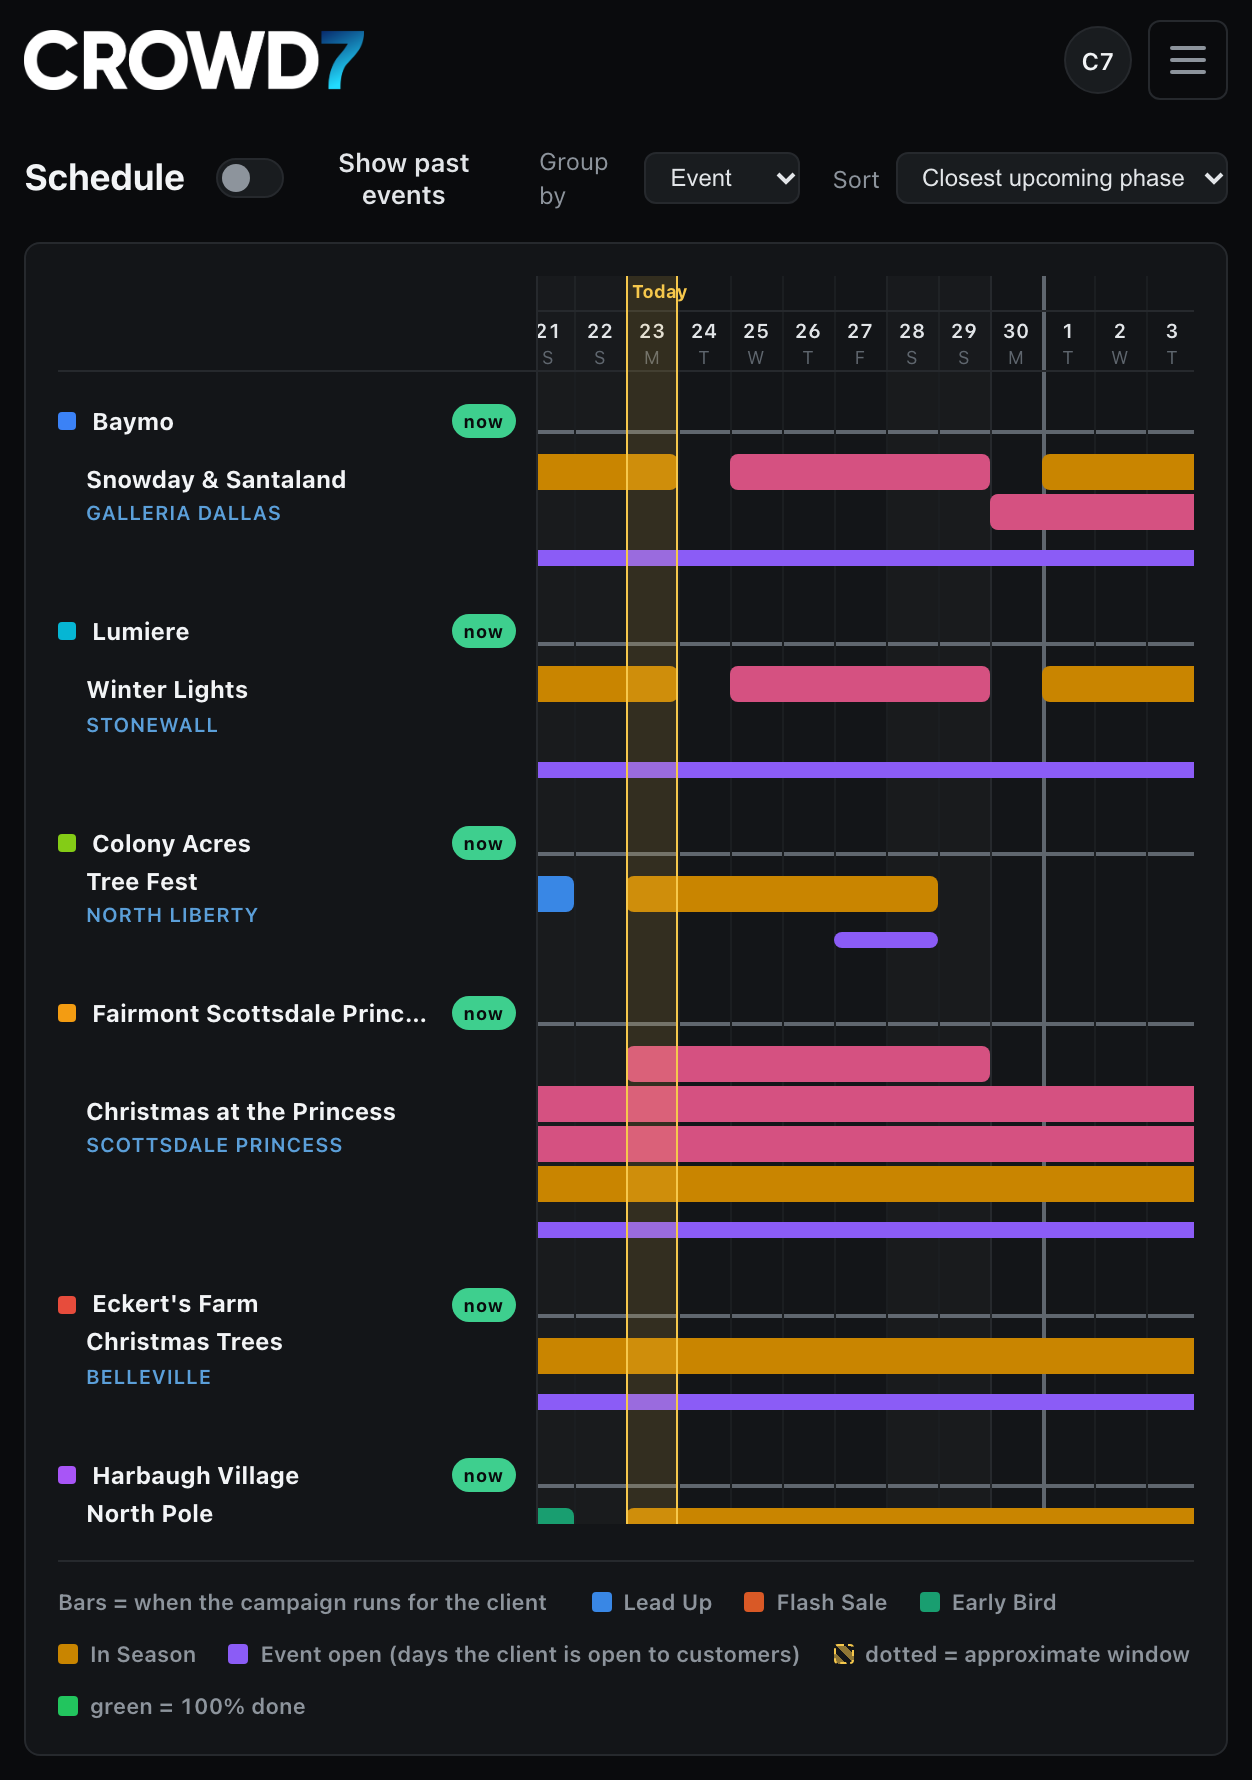 CROWD7
C7
Schedule
Show past events
Group by
Event
Sort
Closest upcoming phase
Today
21 22 23 24 25 26 27 28 29 30 1 2 3
S S M T W T F S S M T W T
Baymo now
Snowday & Santaland
GALLERIA DALLAS
Lumiere now
Winter Lights
STONEWALL
Colony Acres now
Tree Fest
NORTH LIBERTY
Fairmont Scottsdale Princ... now
Christmas at the Princess
SCOTTSDALE PRINCESS
Eckert's Farm now
Christmas Trees
BELLEVILLE
Harbaugh Village now
North Pole
Bars = when the campaign runs for the client Lead Up Flash Sale Early Bird
In Season Event open (days the client is open to customers) dotted = approximate window
green = 100% done